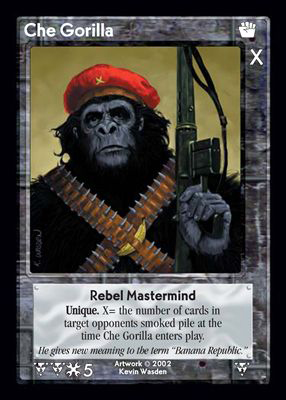 Che Gorilla
X
K. WASDEN
Rebel Mastermind
Unique. X= the number of cards in
target opponents smoked pile at the
time Che Gorilla enters play.
He gives new meaning to the term "Banana Republic."
5
Artwork © 2002
Kevin Wasden